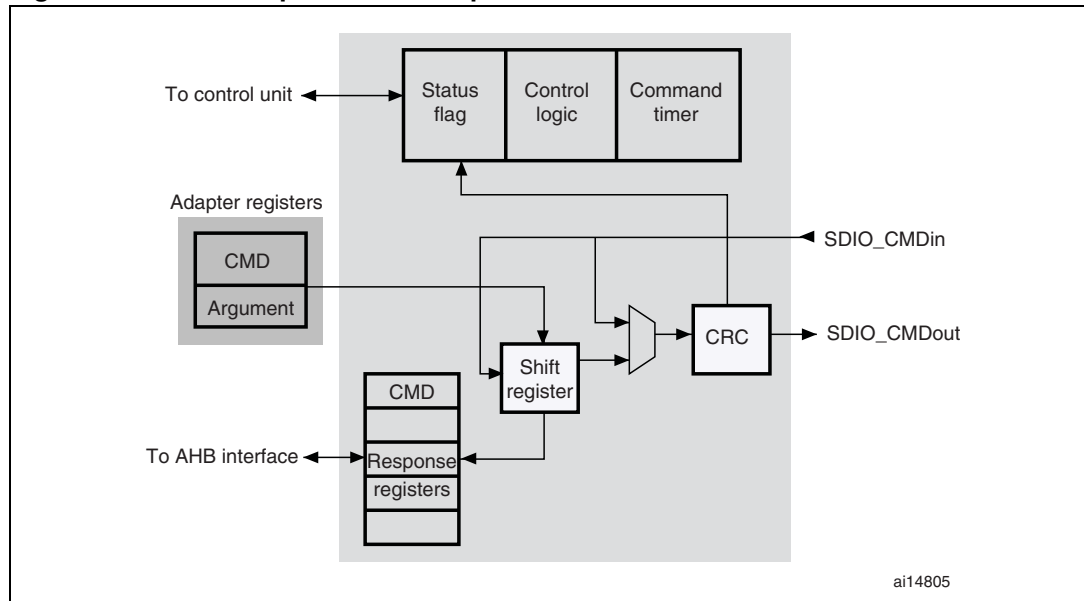 To control unit
Status
flag
Control
logic
Command
timer
Adapter registers
CMD
Argument
SDIO_CMDin
SDIO_CMDout
CRC
Shift
register
CMD
To AHB interface
Response
registers
ai14805